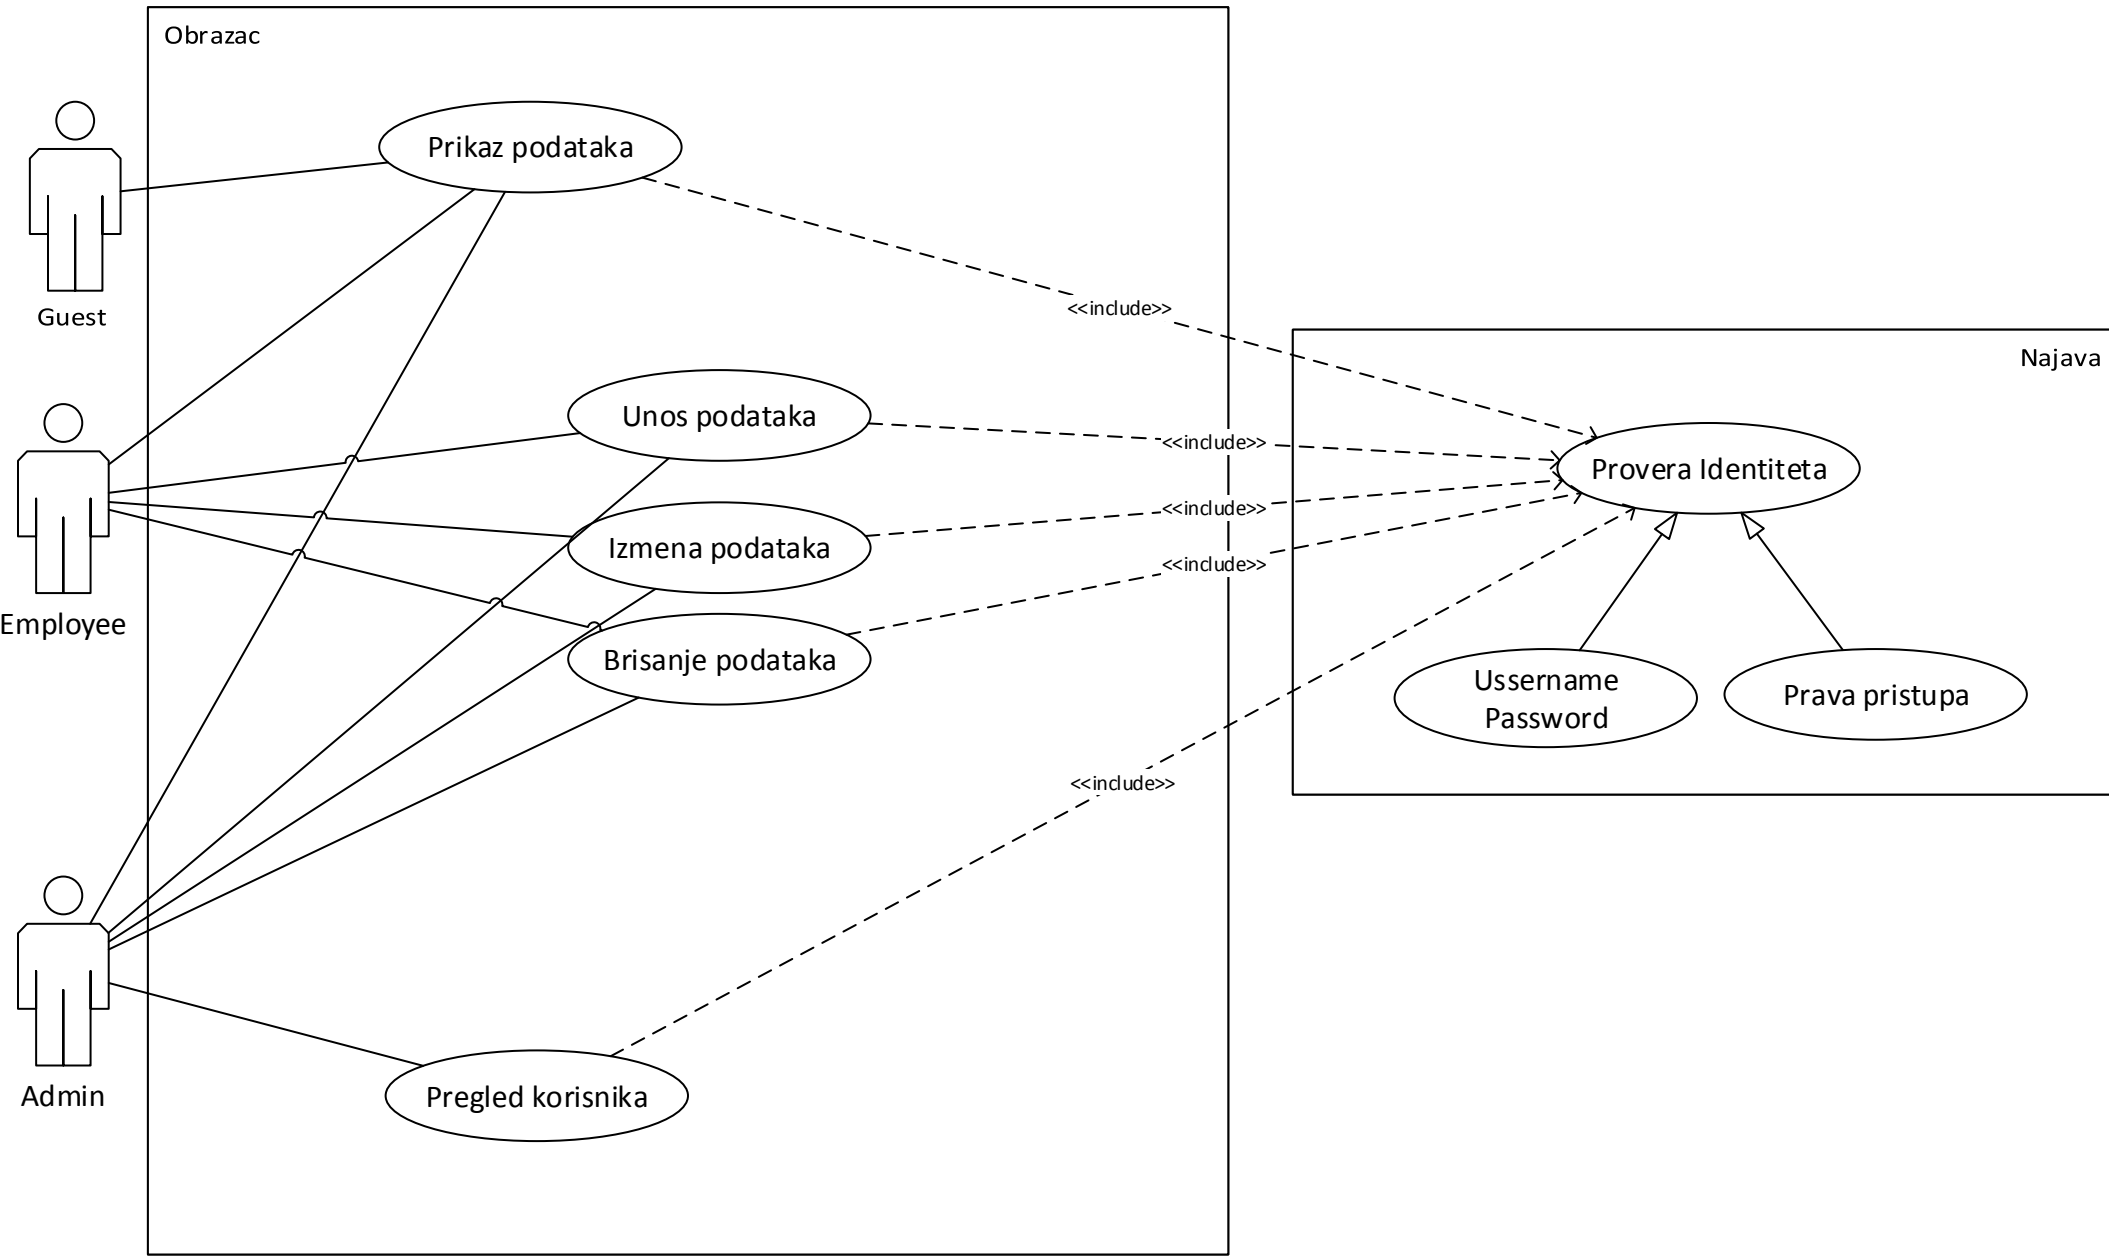 Obrazac
Prikaz podataka
Guest
<<include>>
Najava
Unos podataka
<<include>>
Provera Identiteta
<<include>>
Izmena podataka
<<include>>
Employee
Brisanje podataka
Ussername
Password
Prava pristupa
<<include>>
Admin
Pregled korisnika